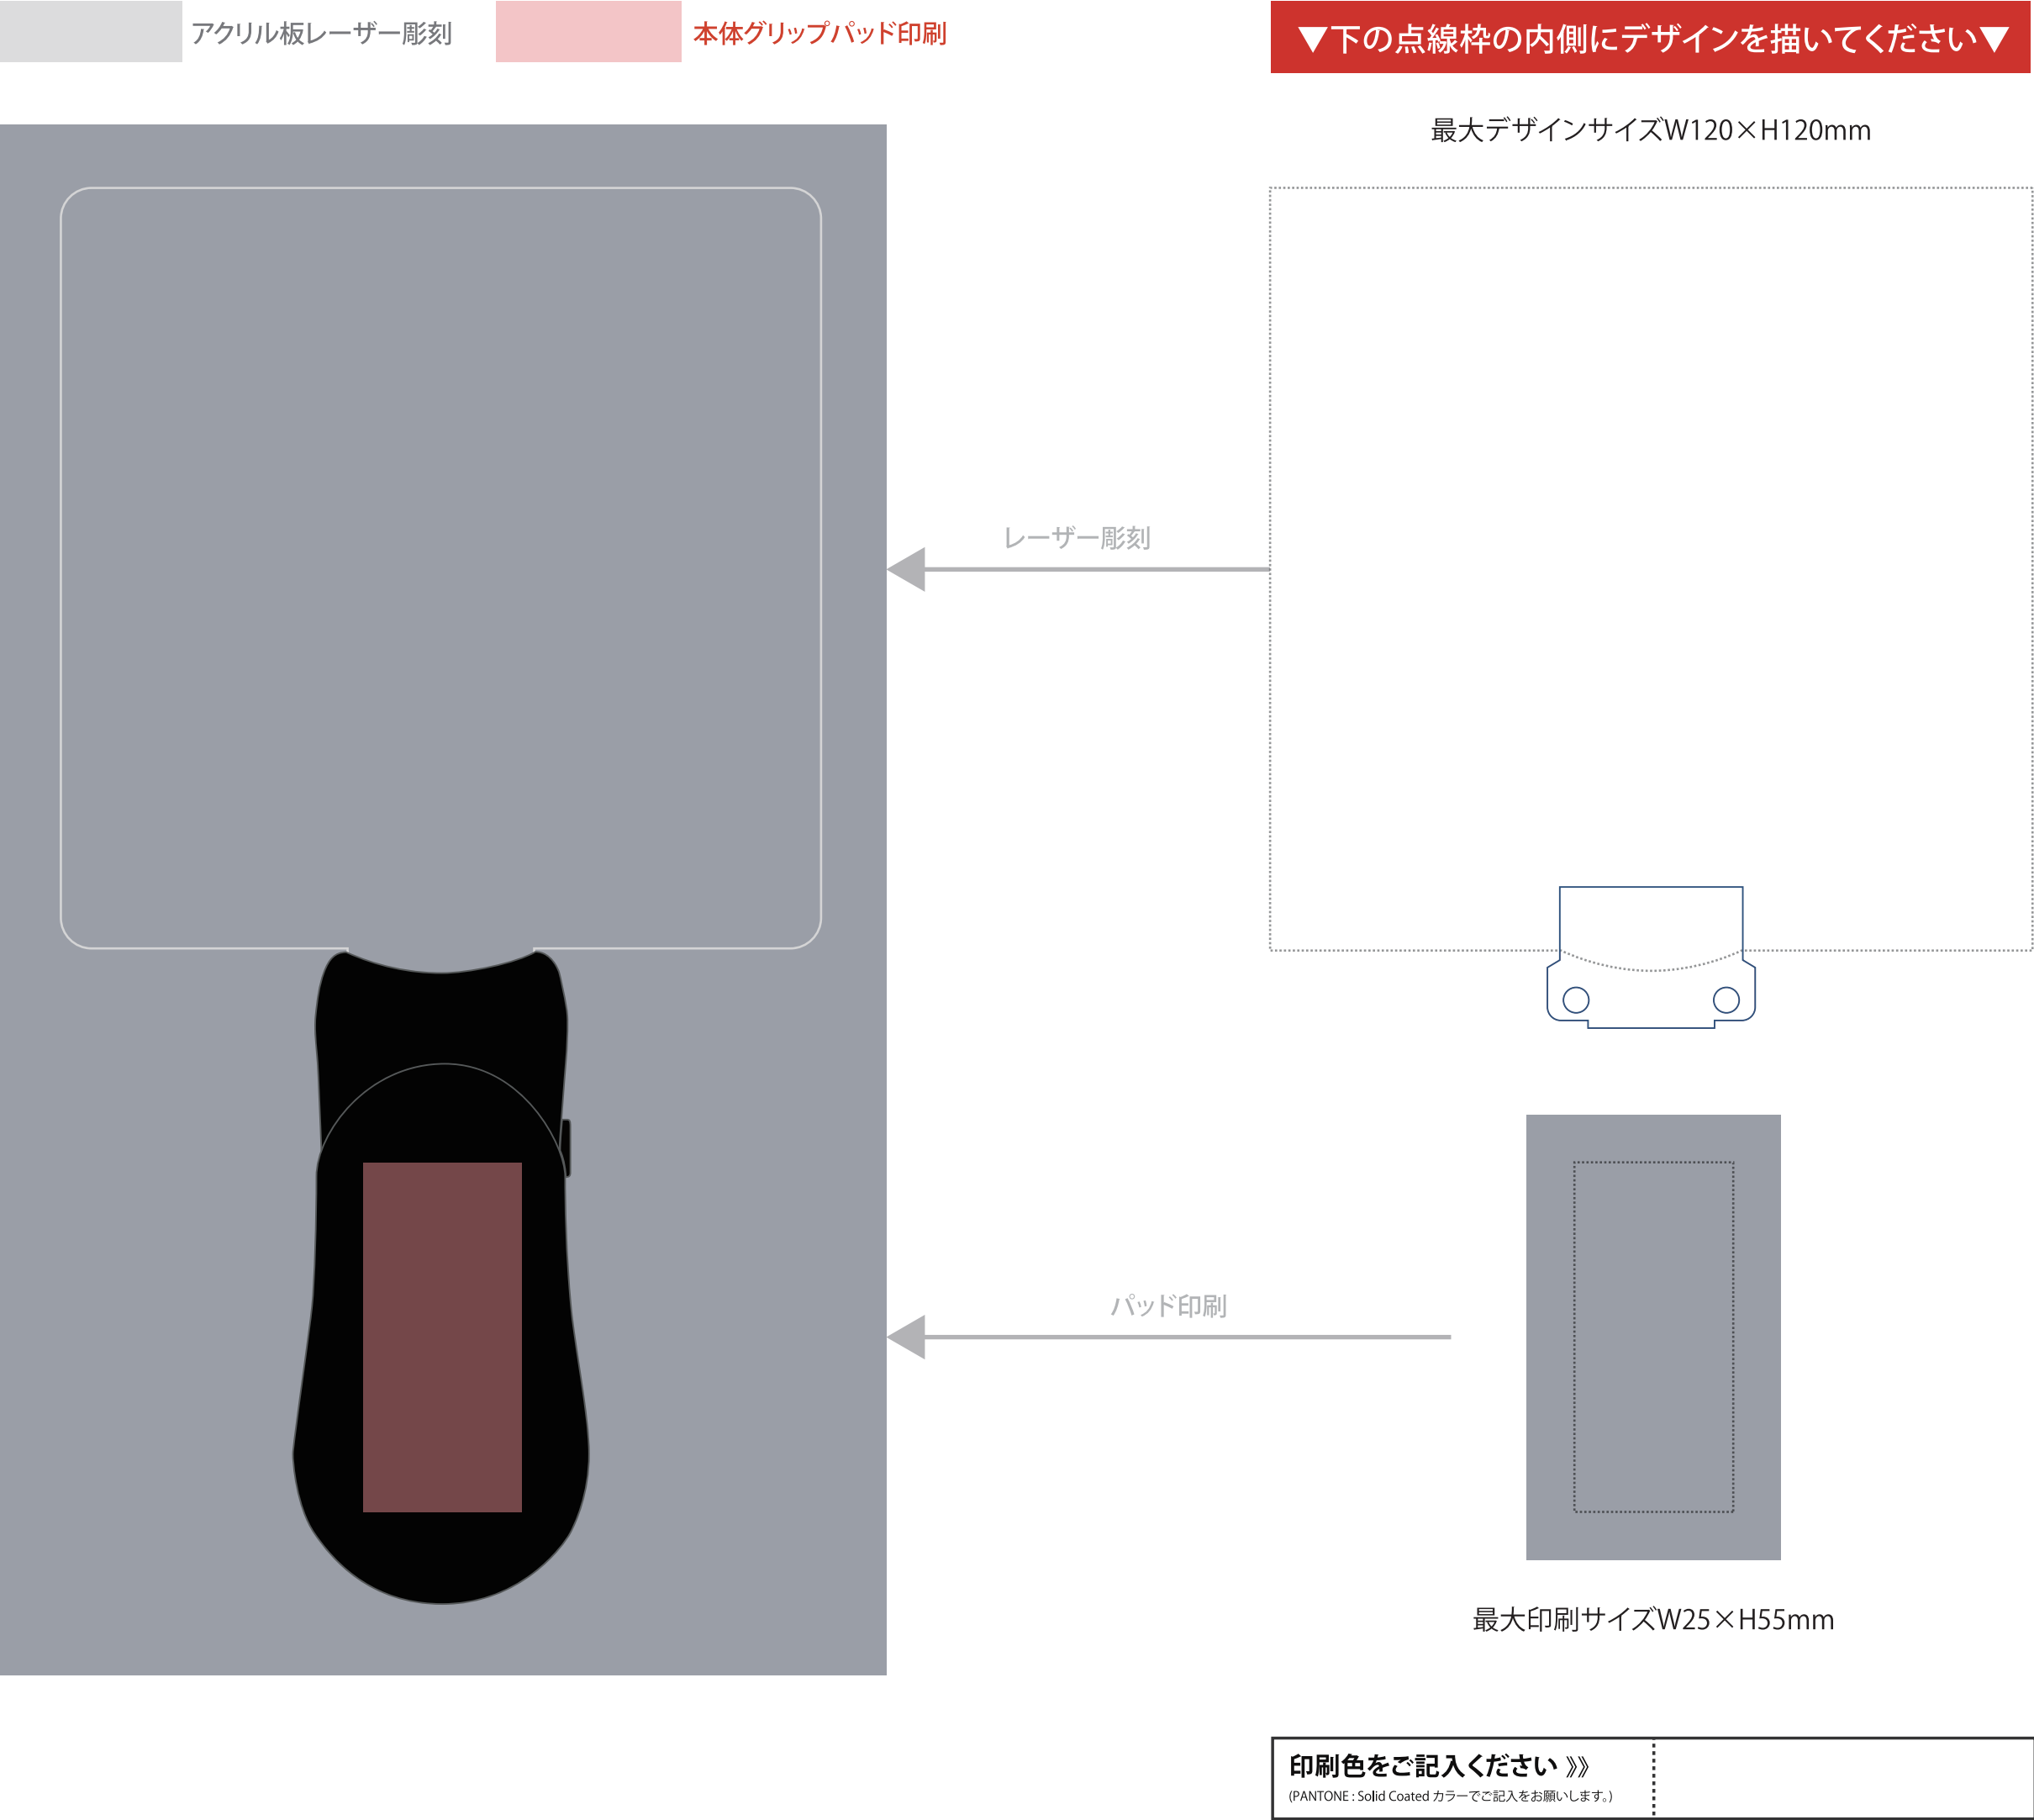 アクリル板レーザー彫刻
本体グリップパッド印刷
▼下の点線枠の内側にデザインを描いてください▼
最大デザインサイズW120×H120mm
レーザー彫刻
パッド印刷
最大印刷サイズW25×H55mm
印刷色をご記入ください 》》
(PANTONE : Solid Coated カラーでご記入をお願いします。)